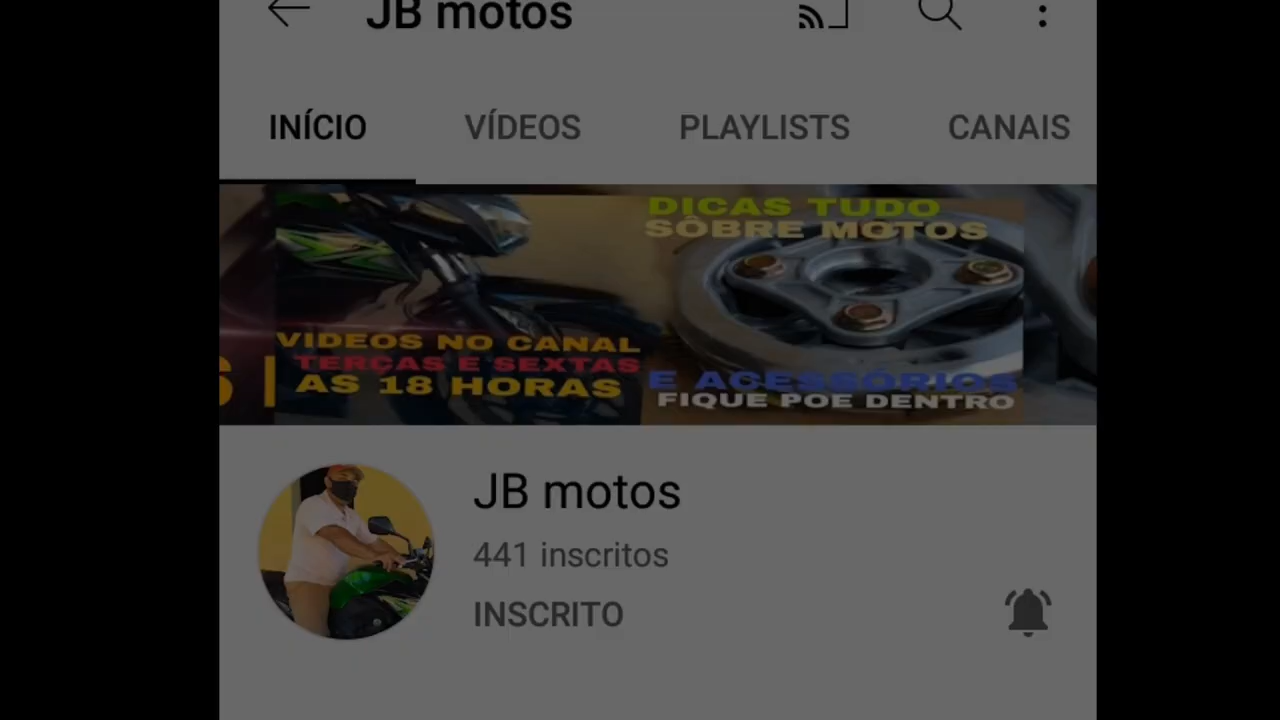 JB motos
INÍCIO VÍDEOS PLAYLISTS CANAIS
DICAS TUDO
SÔBRE MOTOS
VIDEOS NO CANAL
TERÇAS E SEXTAS
AS 18 HORAS
S |
E ACESSÓRIOS
FIQUE POE DENTRO
JB motos
441 inscritos
INSCRITO